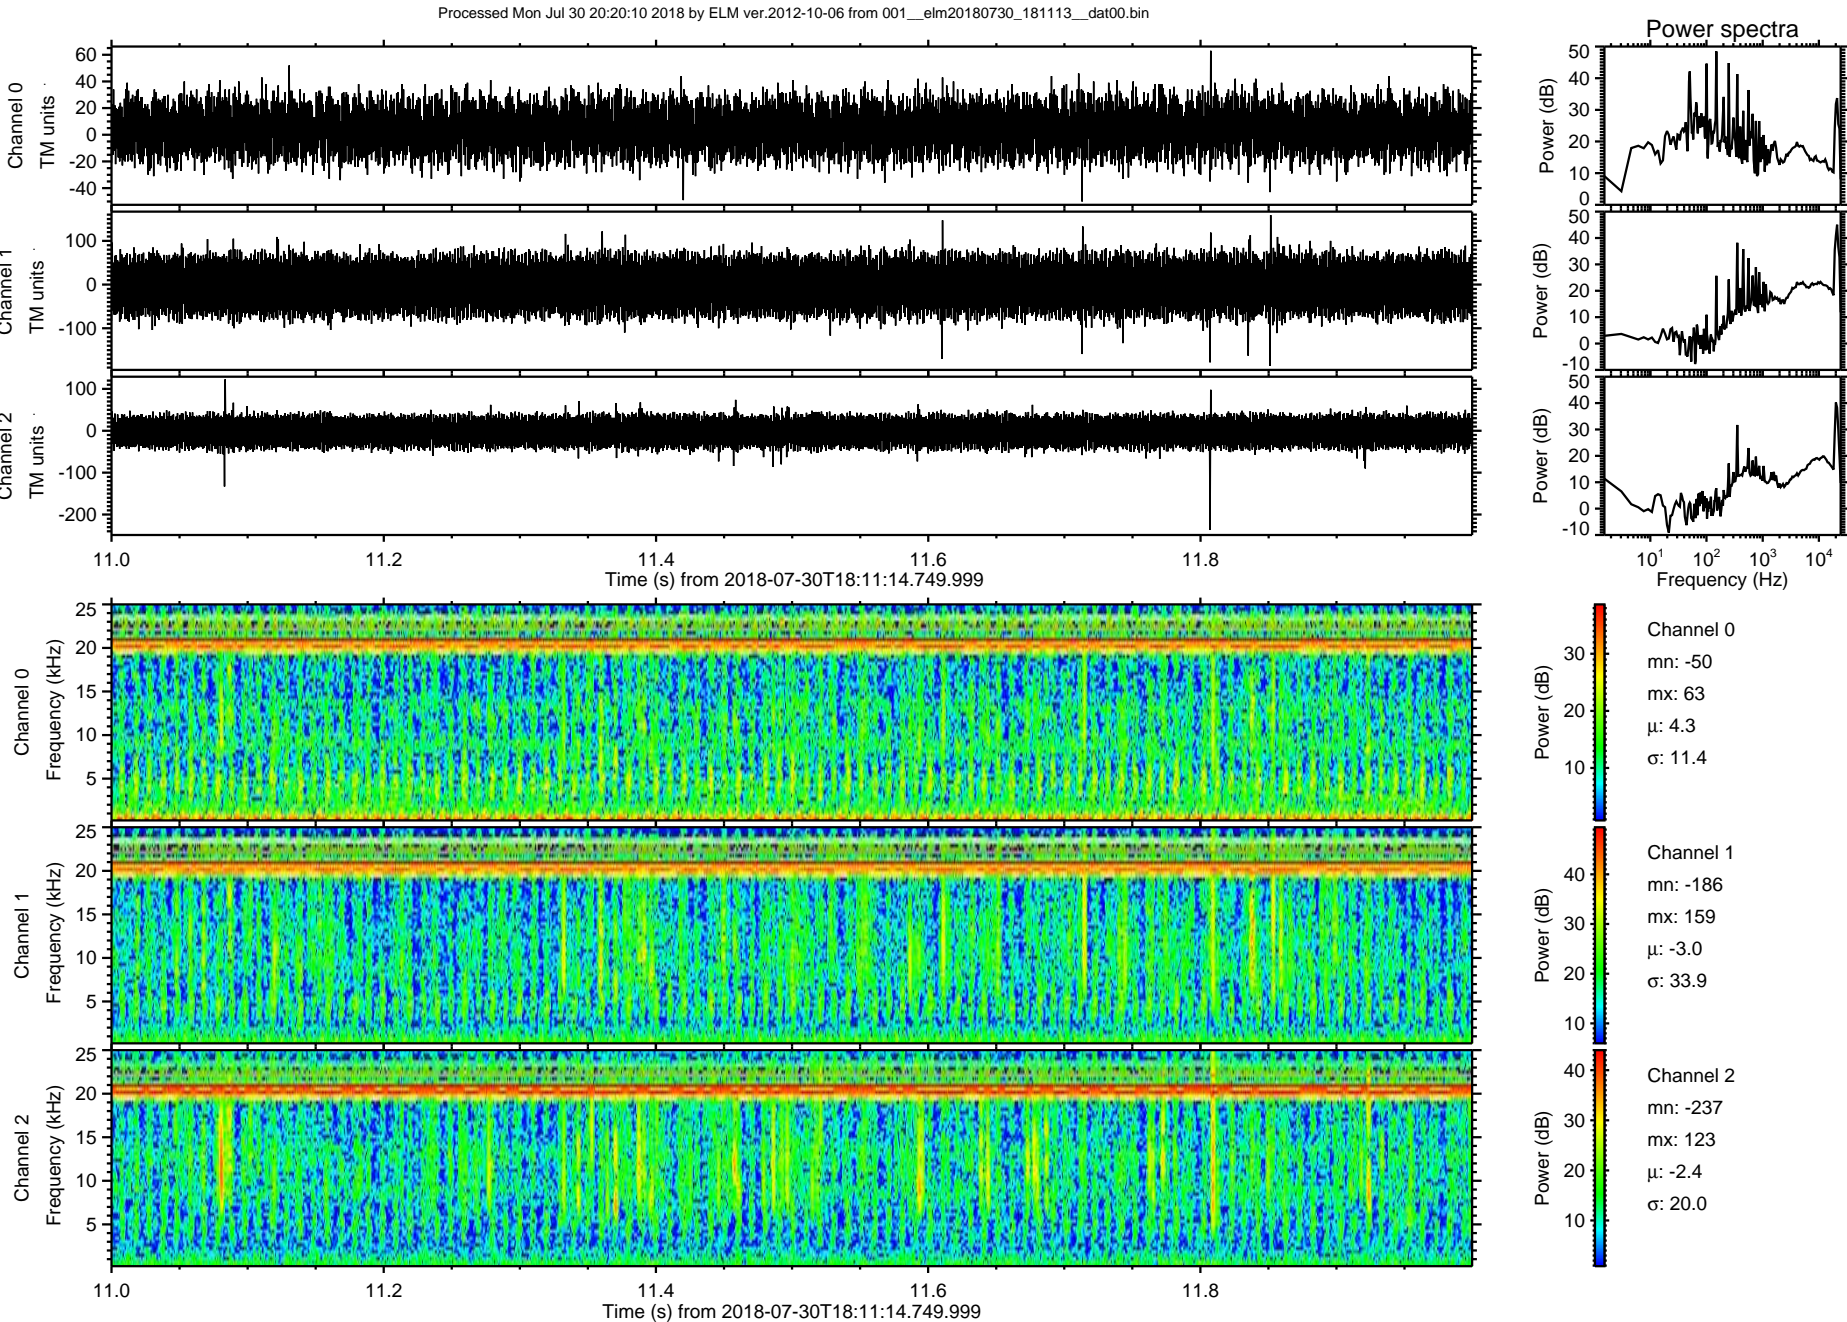 Processed Mon Jul 30 20:20:10 2018 by ELM ver.2012-10-06 from 001__elm20180730_181113__dat00.bin
Power spectra
Channel 0
TM units
60
40
20
0
-20
-40
Power (dB)
50
40
30
20
10
0
Channel 1
TM units
100
0
-100
Power (dB)
50
40
30
20
10
0
-10
Channel 2
TM units
100
0
-100
-200
Power (dB)
50
40
30
20
10
0
-10
11.0 11.2 11.4 11.6 11.8
Time (s) from 2018-07-30T18:11:14.749.999
10¹ 10² 10³ 10⁴
Frequency (Hz)
Channel 0
Frequency (kHz)
25
20
15
10
5
Power (dB)
30
20
10
Channel 0
mn: -50
mx: 63
μ: 4.3
σ: 11.4
Channel 1
Frequency (kHz)
25
20
15
10
5
Power (dB)
40
30
20
10
Channel 1
mn: -186
mx: 159
μ: -3.0
σ: 33.9
Channel 2
Frequency (kHz)
25
20
15
10
5
Power (dB)
40
30
20
10
Channel 2
mn: -237
mx: 123
μ: -2.4
σ: 20.0
11.0 11.2 11.4 11.6 11.8
Time (s) from 2018-07-30T18:11:14.749.999